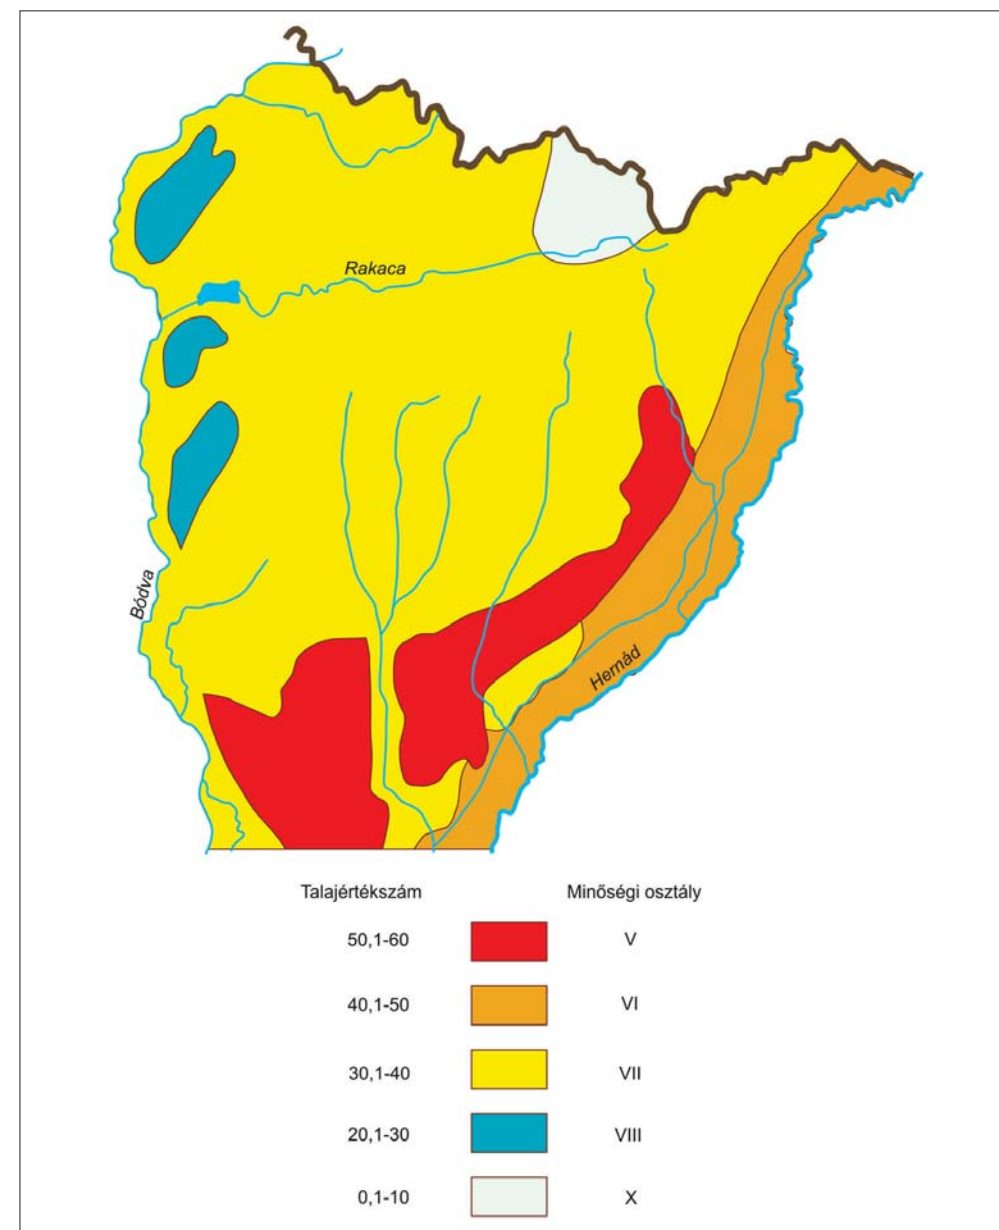 Rakaca
Bódva
Hernád
Talajértékszám Minőségi osztály
50,1-60 V
40,1-50 VI
30,1-40 VII
20,1-30 VIII
0,1-10 X